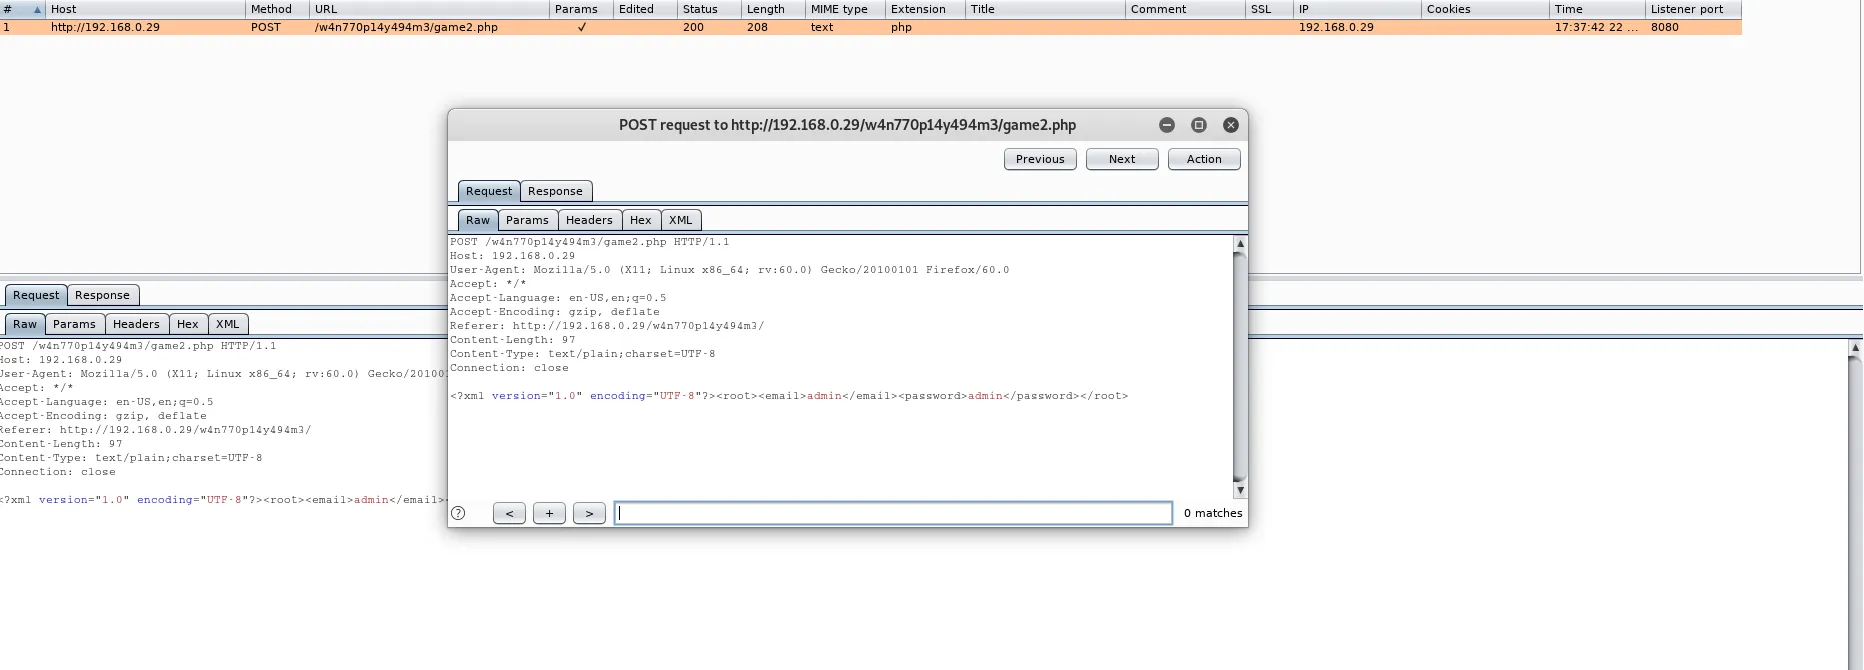 # Host Method URL Params Edited Status Length MIME type Extension Title Comment SSL IP Cookies Time Listener port
1 http://192.168.0.29 POST /w4n770p14y494m3/game2.php ✓ 200 208 text php 192.168.0.29 17:37:42 22 ... 8080
POST request to http://192.168.0.29/w4n770p14y494m3/game2.php
Previous Next Action
Request Response
Raw Params Headers Hex XML
POST /w4n770p14y494m3/game2.php HTTP/1.1
Host: 192.168.0.29
User-Agent: Mozilla/5.0 (X11; Linux x86_64; rv:60.0) Gecko/20100101 Firefox/60.0
Accept: */*
Accept-Language: en-US,en;q=0.5
Accept-Encoding: gzip, deflate
Referer: http://192.168.0.29/w4n770p14y494m3/
Content-Length: 97
Content-Type: text/plain;charset=UTF-8
Connection: close
<?xml version="1.0" encoding="UTF-8"?><root><email>admin</email><password>admin</password></root>
? < + > 0 matches
Request Response
Raw Params Headers Hex XML
POST /w4n770p14y494m3/game2.php HTTP/1.1
Host: 192.168.0.29
User-Agent: Mozilla/5.0 (X11; Linux x86_64; rv:60.0) Gecko/2010
Accept: */*
Accept-Language: en-US,en;q=0.5
Accept-Encoding: gzip, deflate
Referer: http://192.168.0.29/w4n770p14y494m3/
Content-Length: 97
Content-Type: text/plain;charset=UTF-8
Connection: close
<?xml version="1.0" encoding="UTF-8"?><root><email>admin</email>